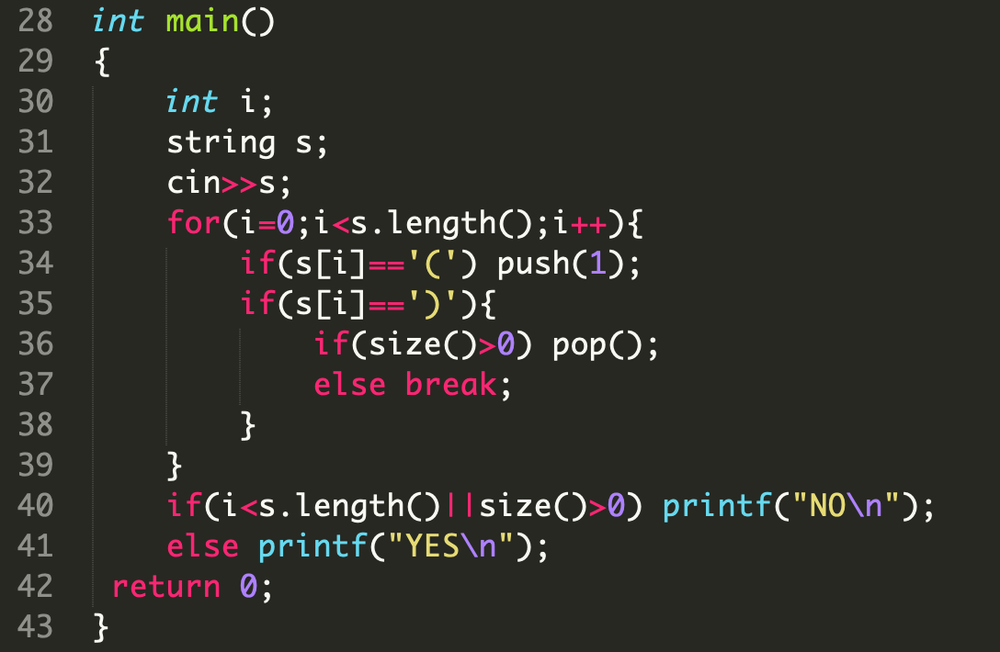 28 int main()
29 {
30     int i;
31     string s;
32     cin>>s;
33     for(i=0;i<s.length();i++){
34         if(s[i]=='(') push(1);
35         if(s[i]==')'){
36             if(size()>0) pop();
37             else break;
38         }
39     }
40     if(i<s.length()||size()>0) printf("NO\n");
41     else printf("YES\n");
42  return 0;
43 }